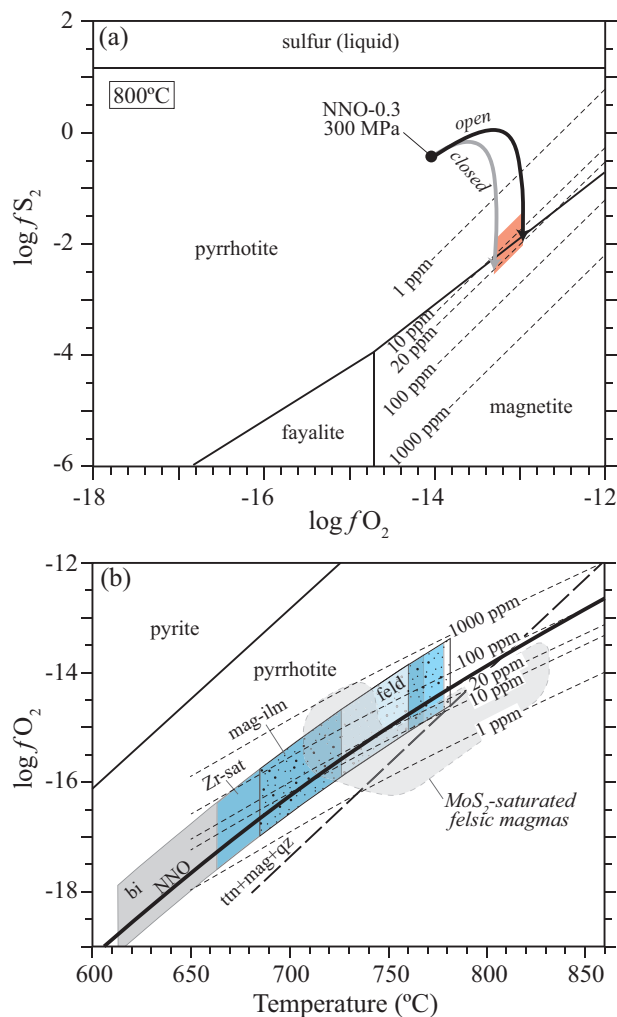 (a)
sulfur (liquid)
800ºC
NNO-0.3
300 MPa
open
closed
pyrrhotite
1 ppm
10 ppm
20 ppm
100 ppm
1000 ppm
fayalite
magnetite
2
0
-2
-4
-6
log fS2
-18
-16
-14
-12
log fO2
(b)
pyrite
pyrrhotite
1000 ppm
100 ppm
20 ppm
10 ppm
1 ppm
mag-ilm
feld
Zr-sat
bi
NNO
ttn+mag+qz
MoS2-saturated
felsic magmas
-12
-14
-16
-18
log fO2
600
650
700
750
800
850
Temperature (ºC)